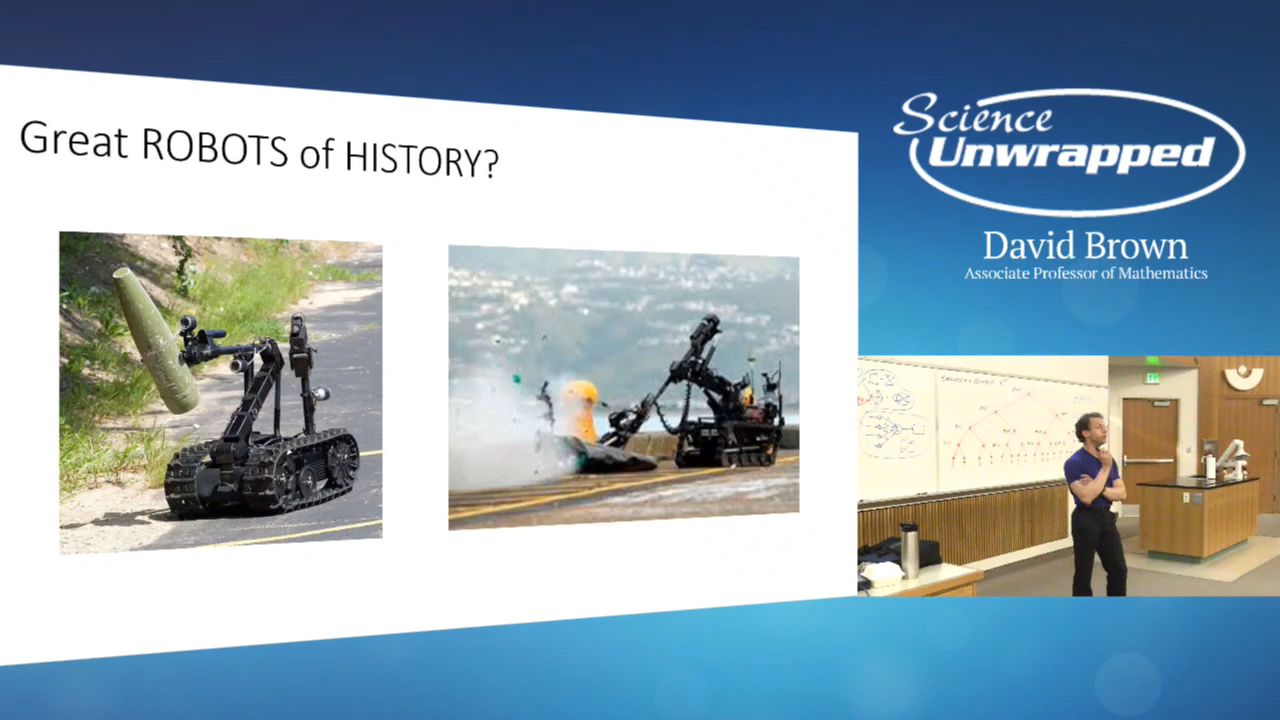 Great ROBOTS of HISTORY?
Science
Unwrapped
David Brown
Associate Professor of Mathematics